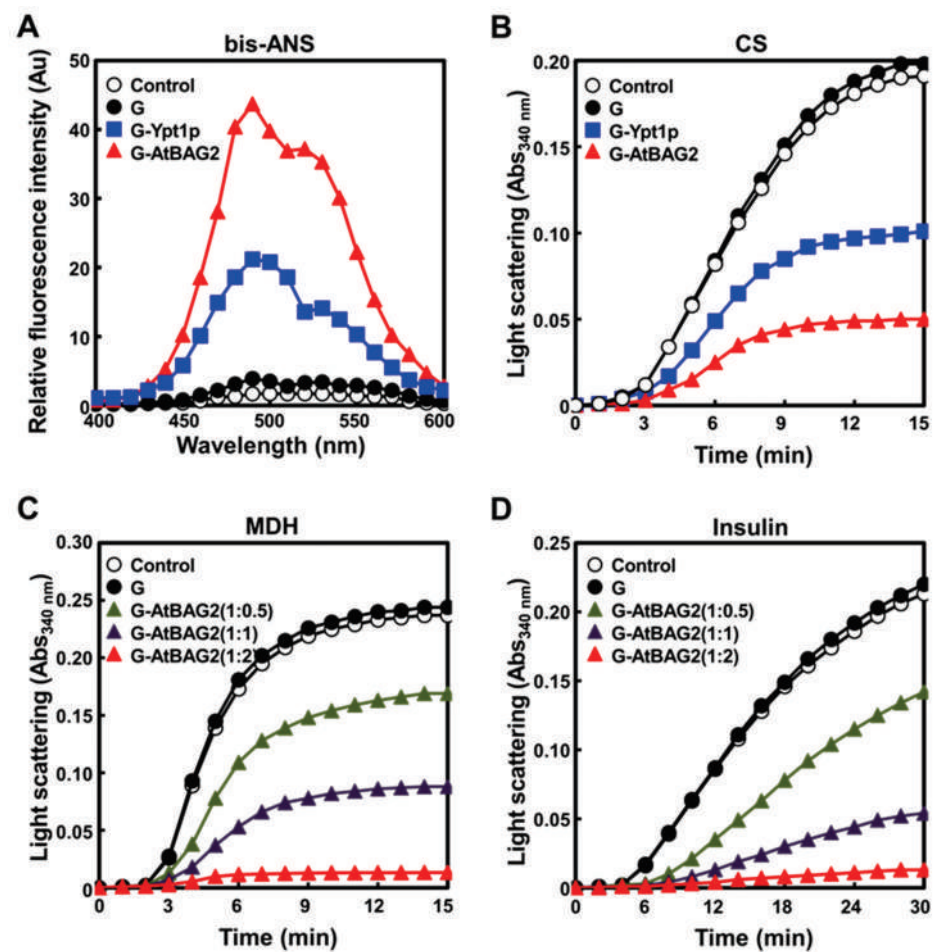 A
bis-ANS
Relative fluorescence intensity (Au)
50
40
30
20
10
0
Control
G
G-Ypt1p
G-AtBAG2
400 450 500 550 600
Wavelength (nm)
B
CS
Light scattering (Abs340 nm)
0.20
0.15
0.10
0.05
0
Control
G
G-Ypt1p
G-AtBAG2
0 3 6 9 12 15
Time (min)
C
MDH
Light scattering (Abs340 nm)
0.30
0.25
0.20
0.15
0.10
0.05
0
Control
G
G-AtBAG2(1:0.5)
G-AtBAG2(1:1)
G-AtBAG2(1:2)
0 3 6 9 12 15
Time (min)
D
Insulin
Light scattering (Abs340 nm)
0.25
0.20
0.15
0.10
0.05
0
Control
G
G-AtBAG2(1:0.5)
G-AtBAG2(1:1)
G-AtBAG2(1:2)
0 6 12 18 24 30
Time (min)